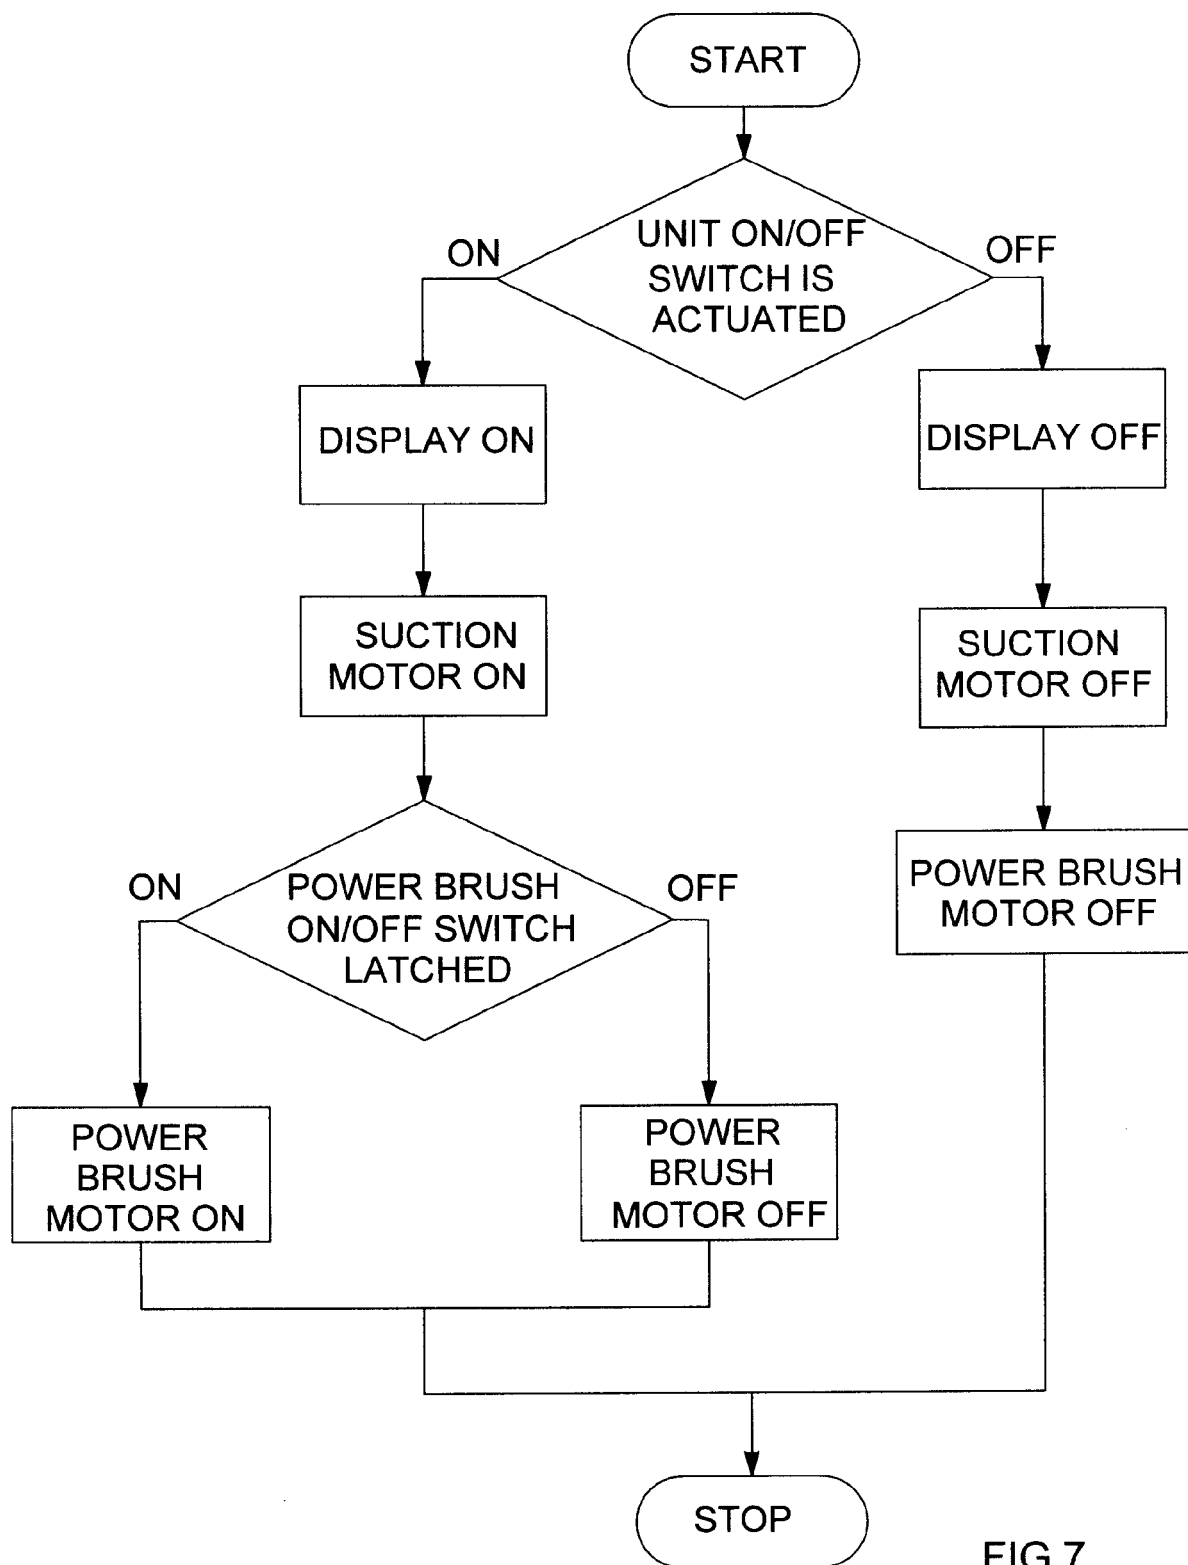 START
UNIT ON/OFF
SWITCH IS
ACTUATED
ON
OFF
DISPLAY ON
DISPLAY OFF
SUCTION
MOTOR ON
SUCTION
MOTOR OFF
POWER BRUSH
ON/OFF SWITCH
LATCHED
ON
OFF
POWER BRUSH
MOTOR OFF
POWER
BRUSH
MOTOR ON
POWER
BRUSH
MOTOR OFF
STOP
FIG 7